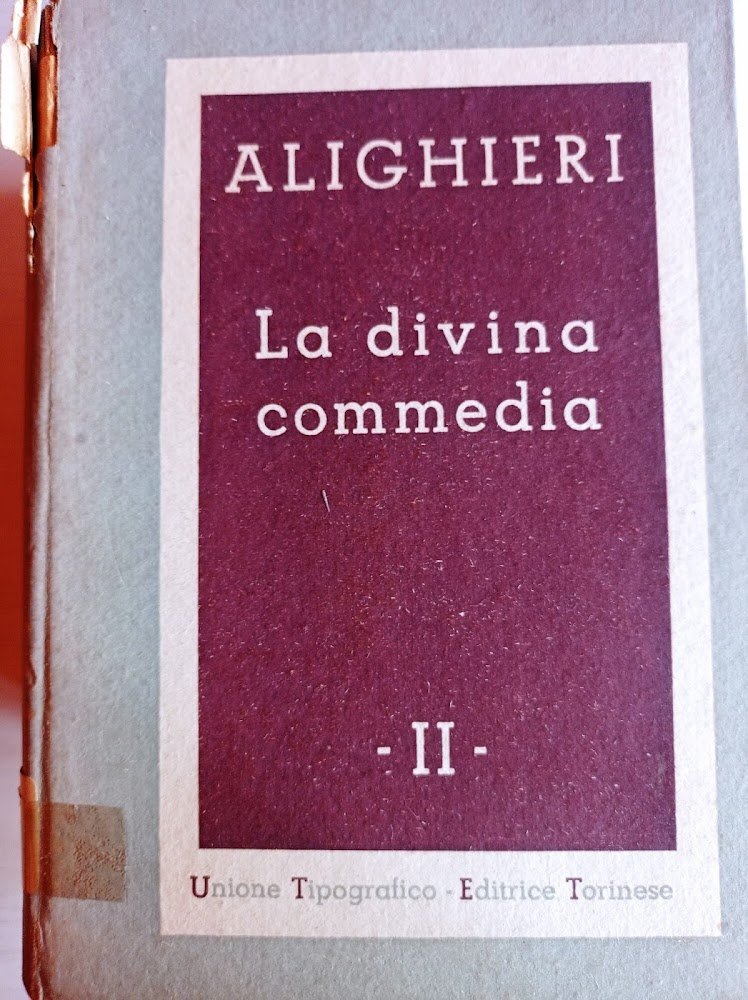 ALIGHIERI
La divina
commedia
- II -
Unione Tipografico - Editrice Torinese